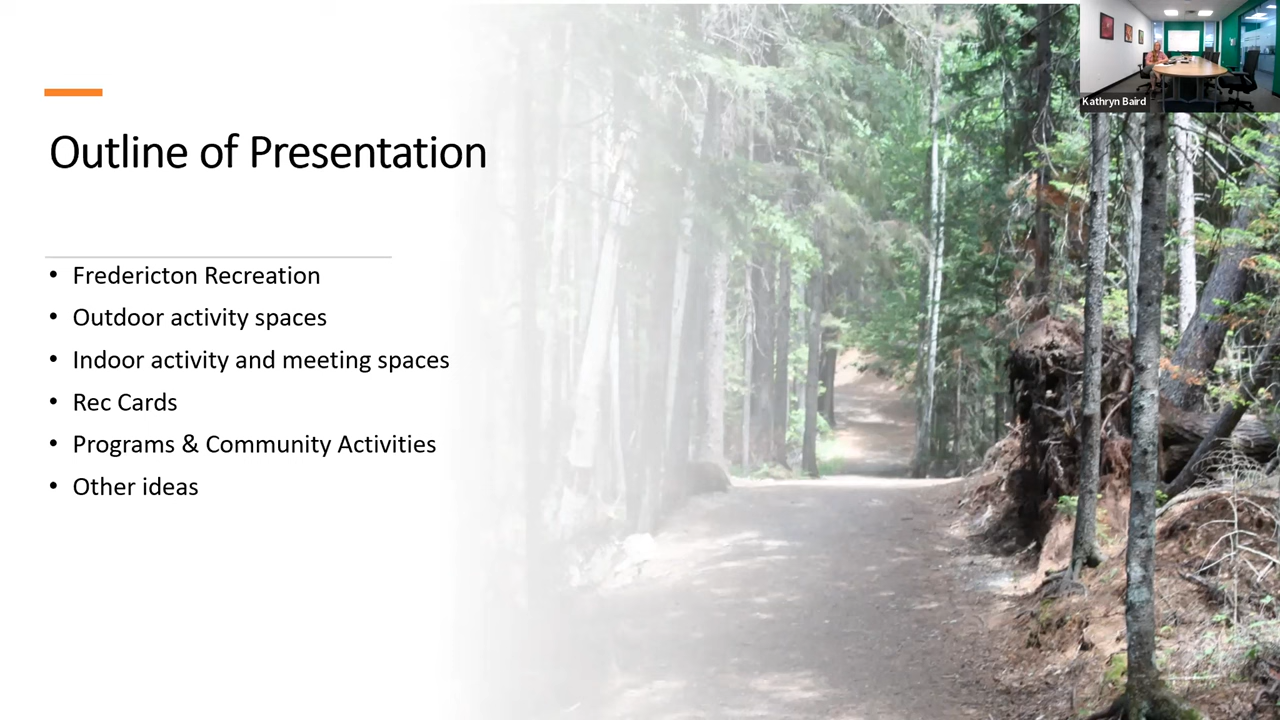 Kathryn Baird
Outline of Presentation
• Fredericton Recreation
• Outdoor activity spaces
• Indoor activity and meeting spaces
• Rec Cards
• Programs & Community Activities
• Other ideas